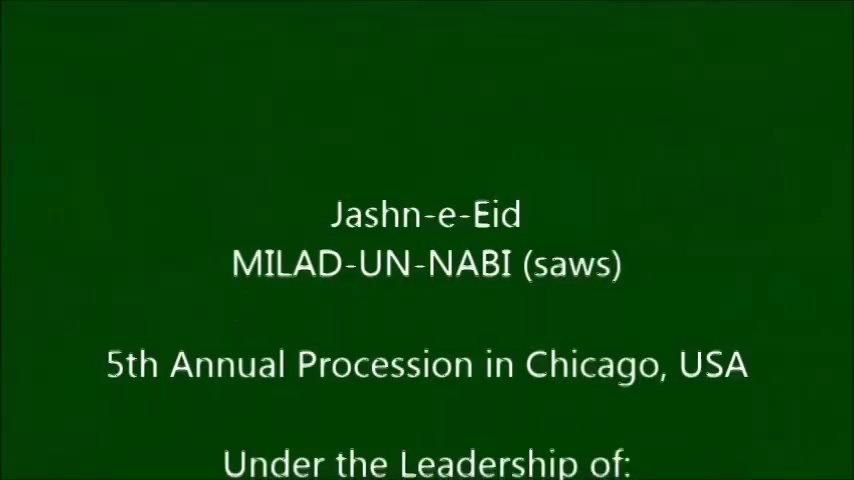 Jashn-e-Eid
MILAD-UN-NABI (saws)
5th Annual Procession in Chicago, USA
Under the Leadership of: